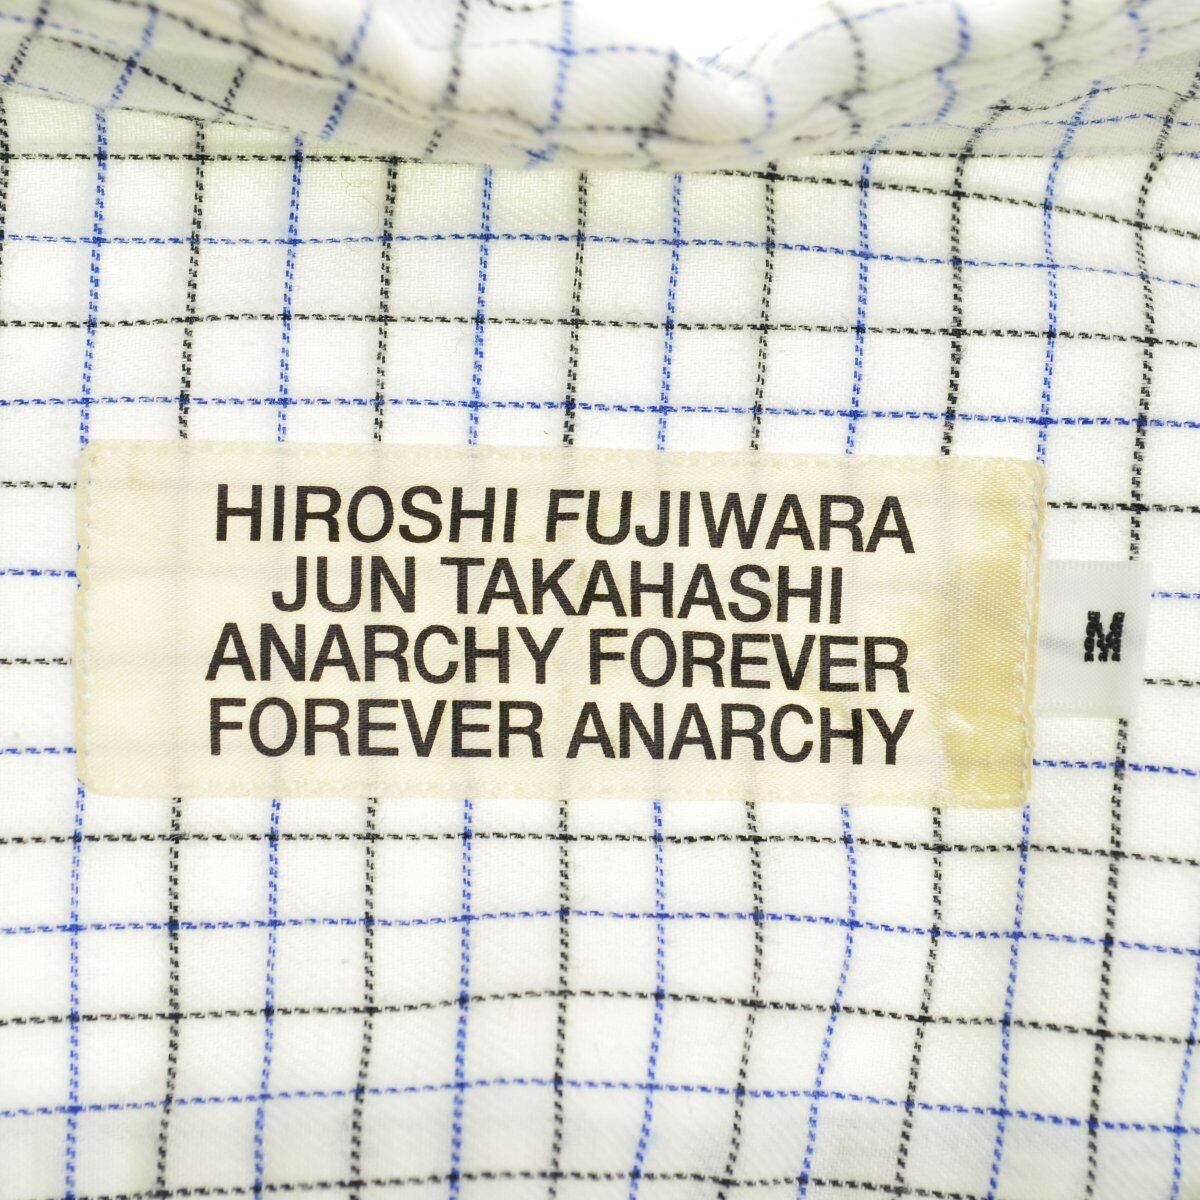 HIROSHI FUJIWARA
JUN TAKAHASHI
ANARCHY FOREVER
FOREVER ANARCHY
M